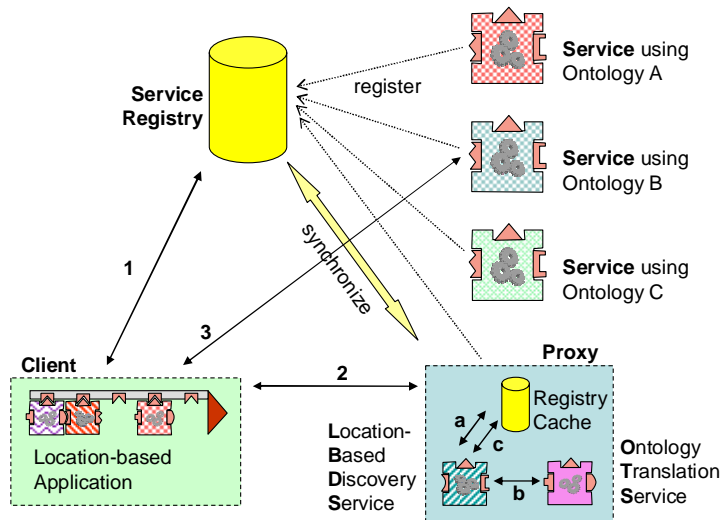 Service
Registry
register
Service using
Ontology A
Service using
Ontology B
Service using
Ontology C
synchronize
1
3
2
Client
Location-based
Application
Proxy
Registry
Cache
a
c
b
Location-
Based
Discovery
Service
Ontology
Translation
Service